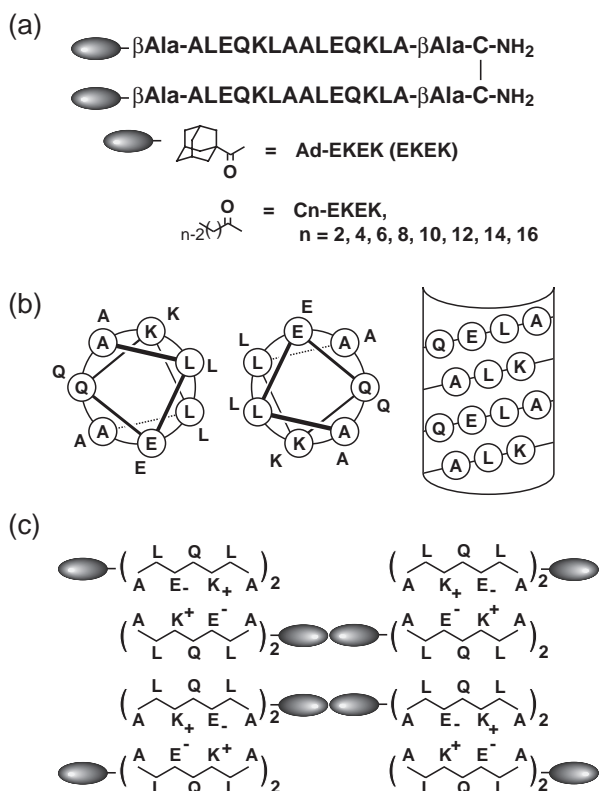 (a)
βAla-ALEQKLAALEQKLA-βAla-C-NH2
βAla-ALEQKLAALEQKLA-βAla-C-NH2
O = Ad-EKEK (EKEK)
O
n-2 = Cn-EKEK,
n = 2, 4, 6, 8, 10, 12, 14, 16
(b)
A K K A L L Q Q A L L A E E
E E A A L L Q Q L L A A K K
Q E L A
A L K
Q E L A
A L K
(c)
( L Q L )2 ( L Q L )2
A E- K+ A A K+ E- A
( A K+ E- A )2 ( A E- K+ A )2
L Q L L Q L
( L Q L )2 ( L Q L )2
A K+ E- A A E- K+ A
( A E- K+ A )2 ( A K+ E- A )2
L Q L L Q L